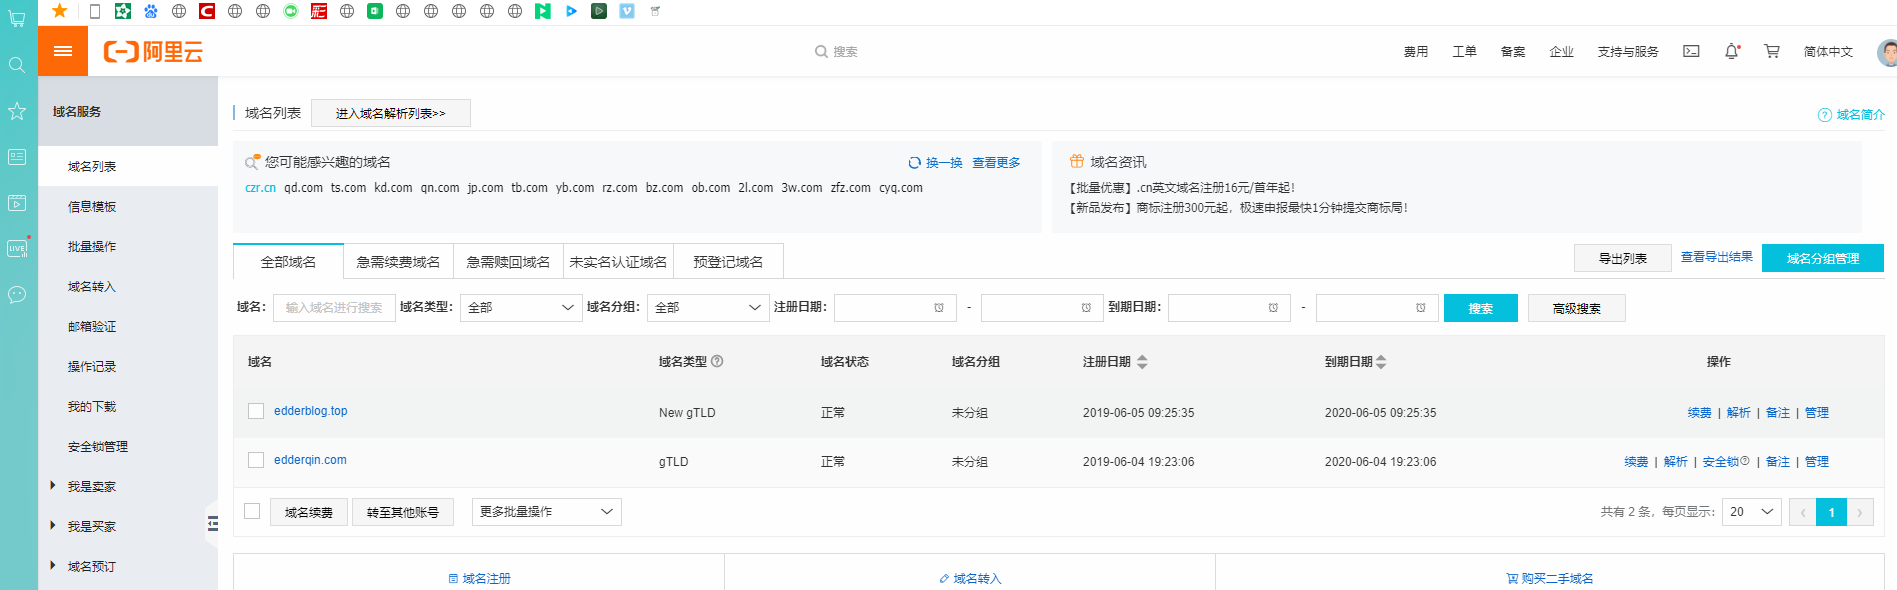 阿里云
搜索
费用 工单 备案 企业 支持与服务 简体中文
域名服务
域名列表
信息模板
批量操作
域名转入
邮箱验证
操作记录
我的下载
安全锁管理
我是卖家
我是买家
域名预订
域名列表 进入域名解析列表>> 域名简介
您可能感兴趣的域名 换一换 查看更多
czr.cn qd.com ts.com kd.com qn.com jp.com tb.com yb.com rz.com bz.com ob.com 2l.com 3w.com zfz.com cyq.com
域名资讯
【批量优惠】.cn英文域名注册16元/首年起!
【新品发布】商标注册300元起，极速申报最快1分钟提交商标局!
全部域名 急需续费域名 急需赎回域名 未实名认证域名 预登记域名 导出列表 查看导出结果 域名分组管理
域名: 输入域名进行搜索 域名类型: 全部 域名分组: 全部 注册日期: - 到期日期: - 搜索 高级搜索
域名 域名类型 域名状态 域名分组 注册日期 到期日期 操作
edderblog.top New gTLD 正常 未分组 2019-06-05 09:25:35 2020-06-05 09:25:35 续费 | 解析 | 备注 | 管理
edderqin.com gTLD 正常 未分组 2019-06-04 19:23:06 2020-06-04 19:23:06 续费 | 解析 | 安全锁 | 备注 | 管理
域名续费 转至其他账号 更多批量操作 共有 2 条，每页显示: 20 ‹ 1 ›
域名注册 域名转入 购买二手域名
LIVE